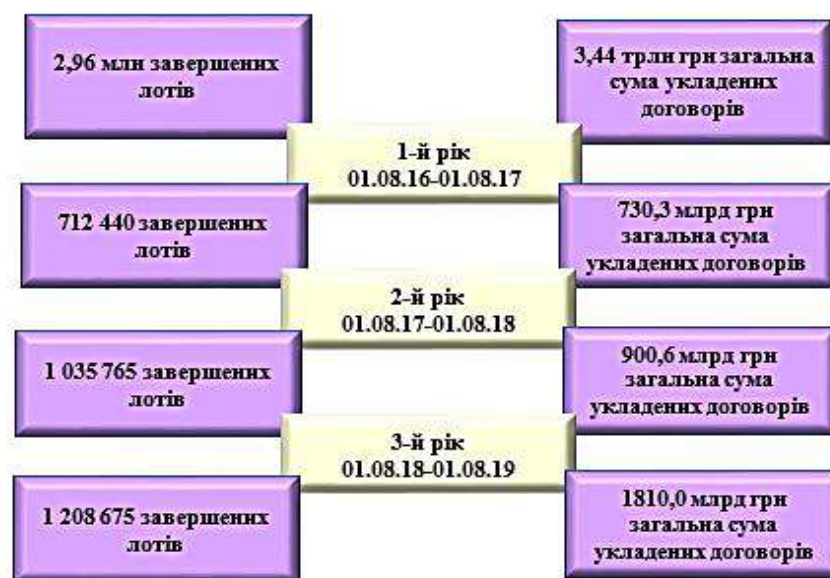 2,96 млн завершених
лотів
3,44 трлн грн загальна
сума укладених
договорів
1-й рік
01.08.16-01.08.17
712 440 завершених
лотів
730,3 млрд грн
загальна сума
укладених договорів
2-й рік
01.08.17-01.08.18
1 035 765 завершених
лотів
900,6 млрд грн
загальна сума
укладених договорів
3-й рік
01.08.18-01.08.19
1 208 675 завершених
лотів
1810,0 млрд грн
загальна сума
укладених договорів